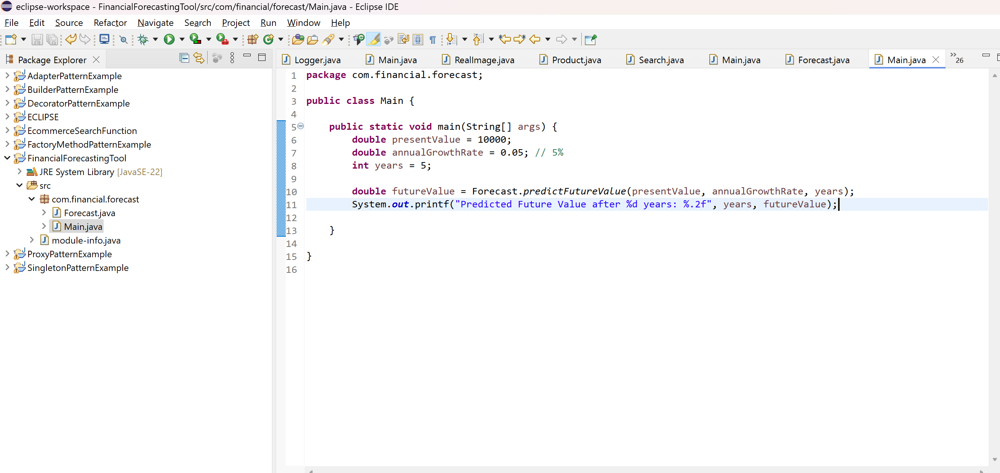 eclipse-workspace - FinancialForecastingTool/src/com/financial/forecast/Main.java - Eclipse IDE
File Edit Source Refactor Navigate Search Project Run Window Help
Package Explorer
AdapterPatternExample
BuilderPatternExample
DecoratorPatternExample
ECLIPSE
EcommerceSearchFunction
FactoryMethodPatternExample
FinancialForecastingTool
JRE System Library [JavaSE-22]
src
com.financial.forecast
Forecast.java
Main.java
module-info.java
ProxyPatternExample
SingletonPatternExample
Logger.java Main.java RealImage.java Product.java Search.java Main.java Forecast.java Main.java 26
1 package com.financial.forecast;
2
3 public class Main {
4
5 public static void main(String[] args) {
6 double presentValue = 10000;
7 double annualGrowthRate = 0.05; // 5%
8 int years = 5;
9
10 double futureValue = Forecast.predictFutureValue(presentValue, annualGrowthRate, years);
11 System.out.printf("Predicted Future Value after %d years: %.2f", years, futureValue);
12
13 }
14
15 }
16